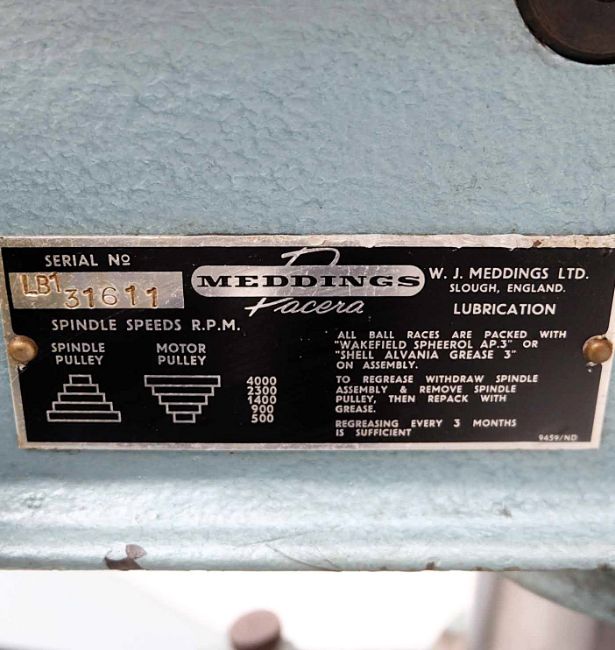 SERIAL Nº
LB1 31611
MEDDINGS
Pacera
W. J. MEDDINGS LTD.
SLOUGH, ENGLAND.
SPINDLE SPEEDS R.P.M.
SPINDLE PULLEY
MOTOR PULLEY
4000
2300
1400
900
500
LUBRICATION
ALL BALL RACES ARE PACKED WITH
"WAKEFIELD SPHEEROL AP.3" OR
"SHELL ALVANIA GREASE 3"
ON ASSEMBLY.
TO REGREASE WITHDRAW SPINDLE
ASSEMBLY & REMOVE SPINDLE
PULLEY, THEN REPACK WITH
GREASE.
REGREASING EVERY 3 MONTHS
IS SUFFICIENT
9459/ND